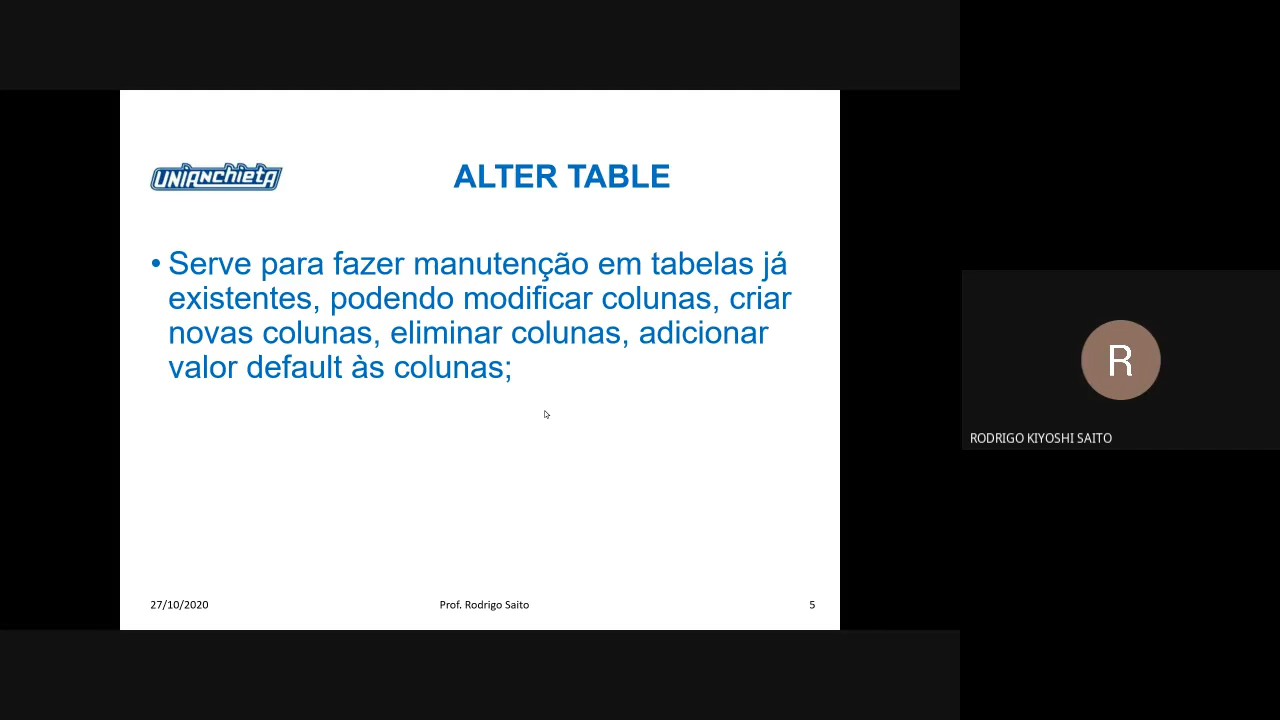 UNIANCHIETA
ALTER TABLE
• Serve para fazer manutenção em tabelas já
existentes, podendo modificar colunas, criar
novas colunas, eliminar colunas, adicionar
valor default às colunas;
27/10/2020
Prof. Rodrigo Saito
5
R
RODRIGO KIYOSHI SAITO